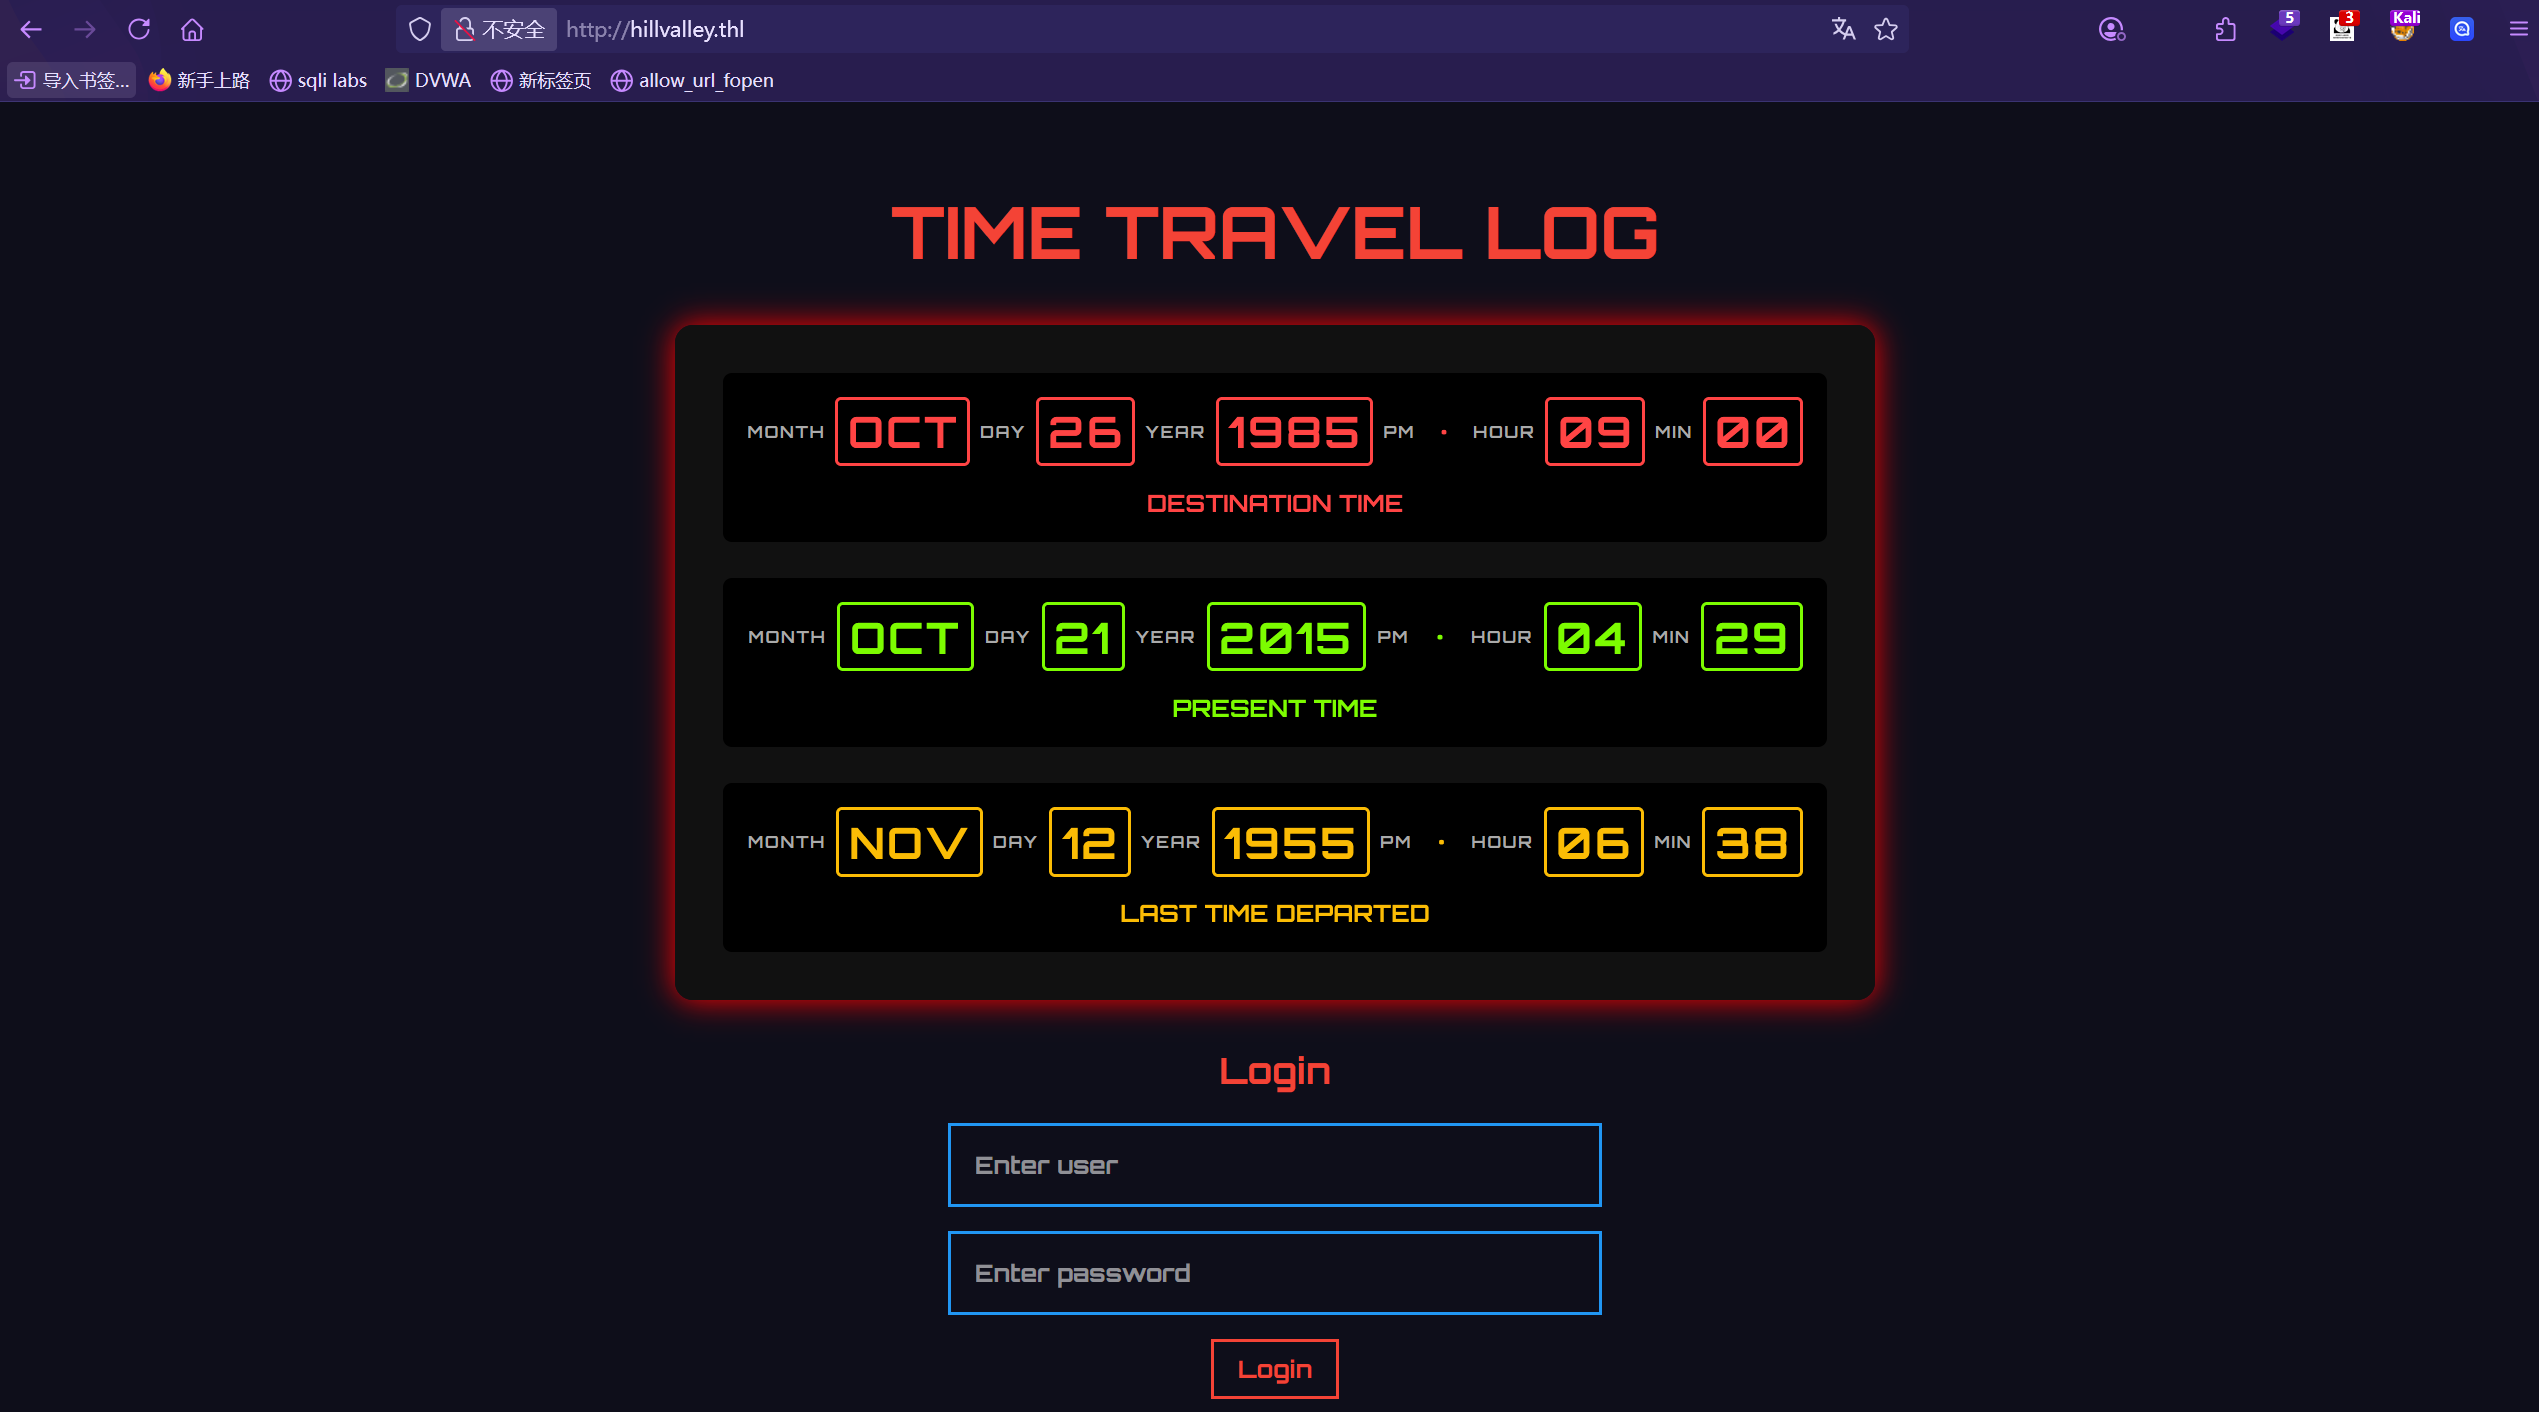 不安全 http://hillvalley.thl 5 3 Kali
导入书签... 新手上路 sqli labs DVWA 新标签页 allow_url_fopen
TIME TRAVEL LOG
MONTH OCT DAY 26 YEAR 1985 PM • HOUR 09 MIN 00
DESTINATION TIME
MONTH OCT DAY 21 YEAR 2015 PM • HOUR 04 MIN 29
PRESENT TIME
MONTH NOV DAY 12 YEAR 1955 PM • HOUR 06 MIN 38
LAST TIME DEPARTED
Login
Enter user
Enter password
Login